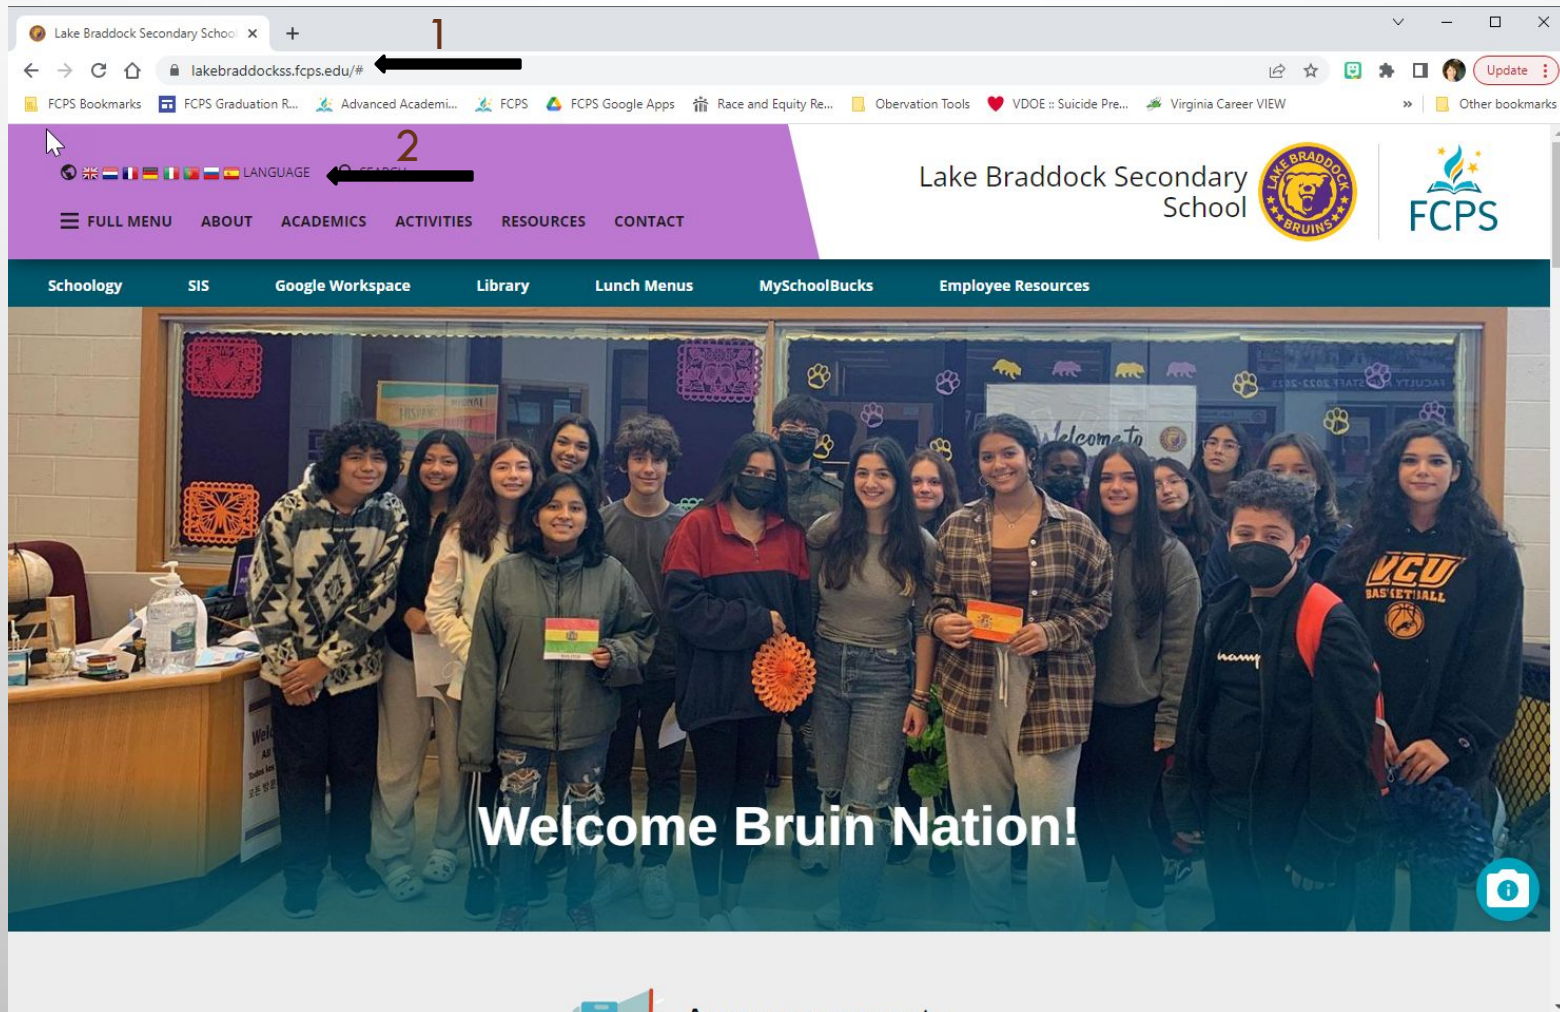 Lake Braddock Secondary School
1
lakebraddockss.fcps.edu/#
Update
FCPS Bookmarks
FCPS Graduation R...
Advanced Academi...
FCPS
FCPS Google Apps
Race and Equity Re...
Obervation Tools
VDOE :: Suicide Pre...
Virginia Career VIEW
»
Other bookmarks
2
LANGUAGE
SEARCH
Lake Braddock Secondary
School
LAKE BRADDOCK
BRUINS
FCPS
FULL MENU
ABOUT
ACADEMICS
ACTIVITIES
RESOURCES
CONTACT
Schoology
SIS
Google Workspace
Library
Lunch Menus
MySchoolBucks
Employee Resources
Welcome to
VCU
BASKETBALL
Welcome Bruin Nation!